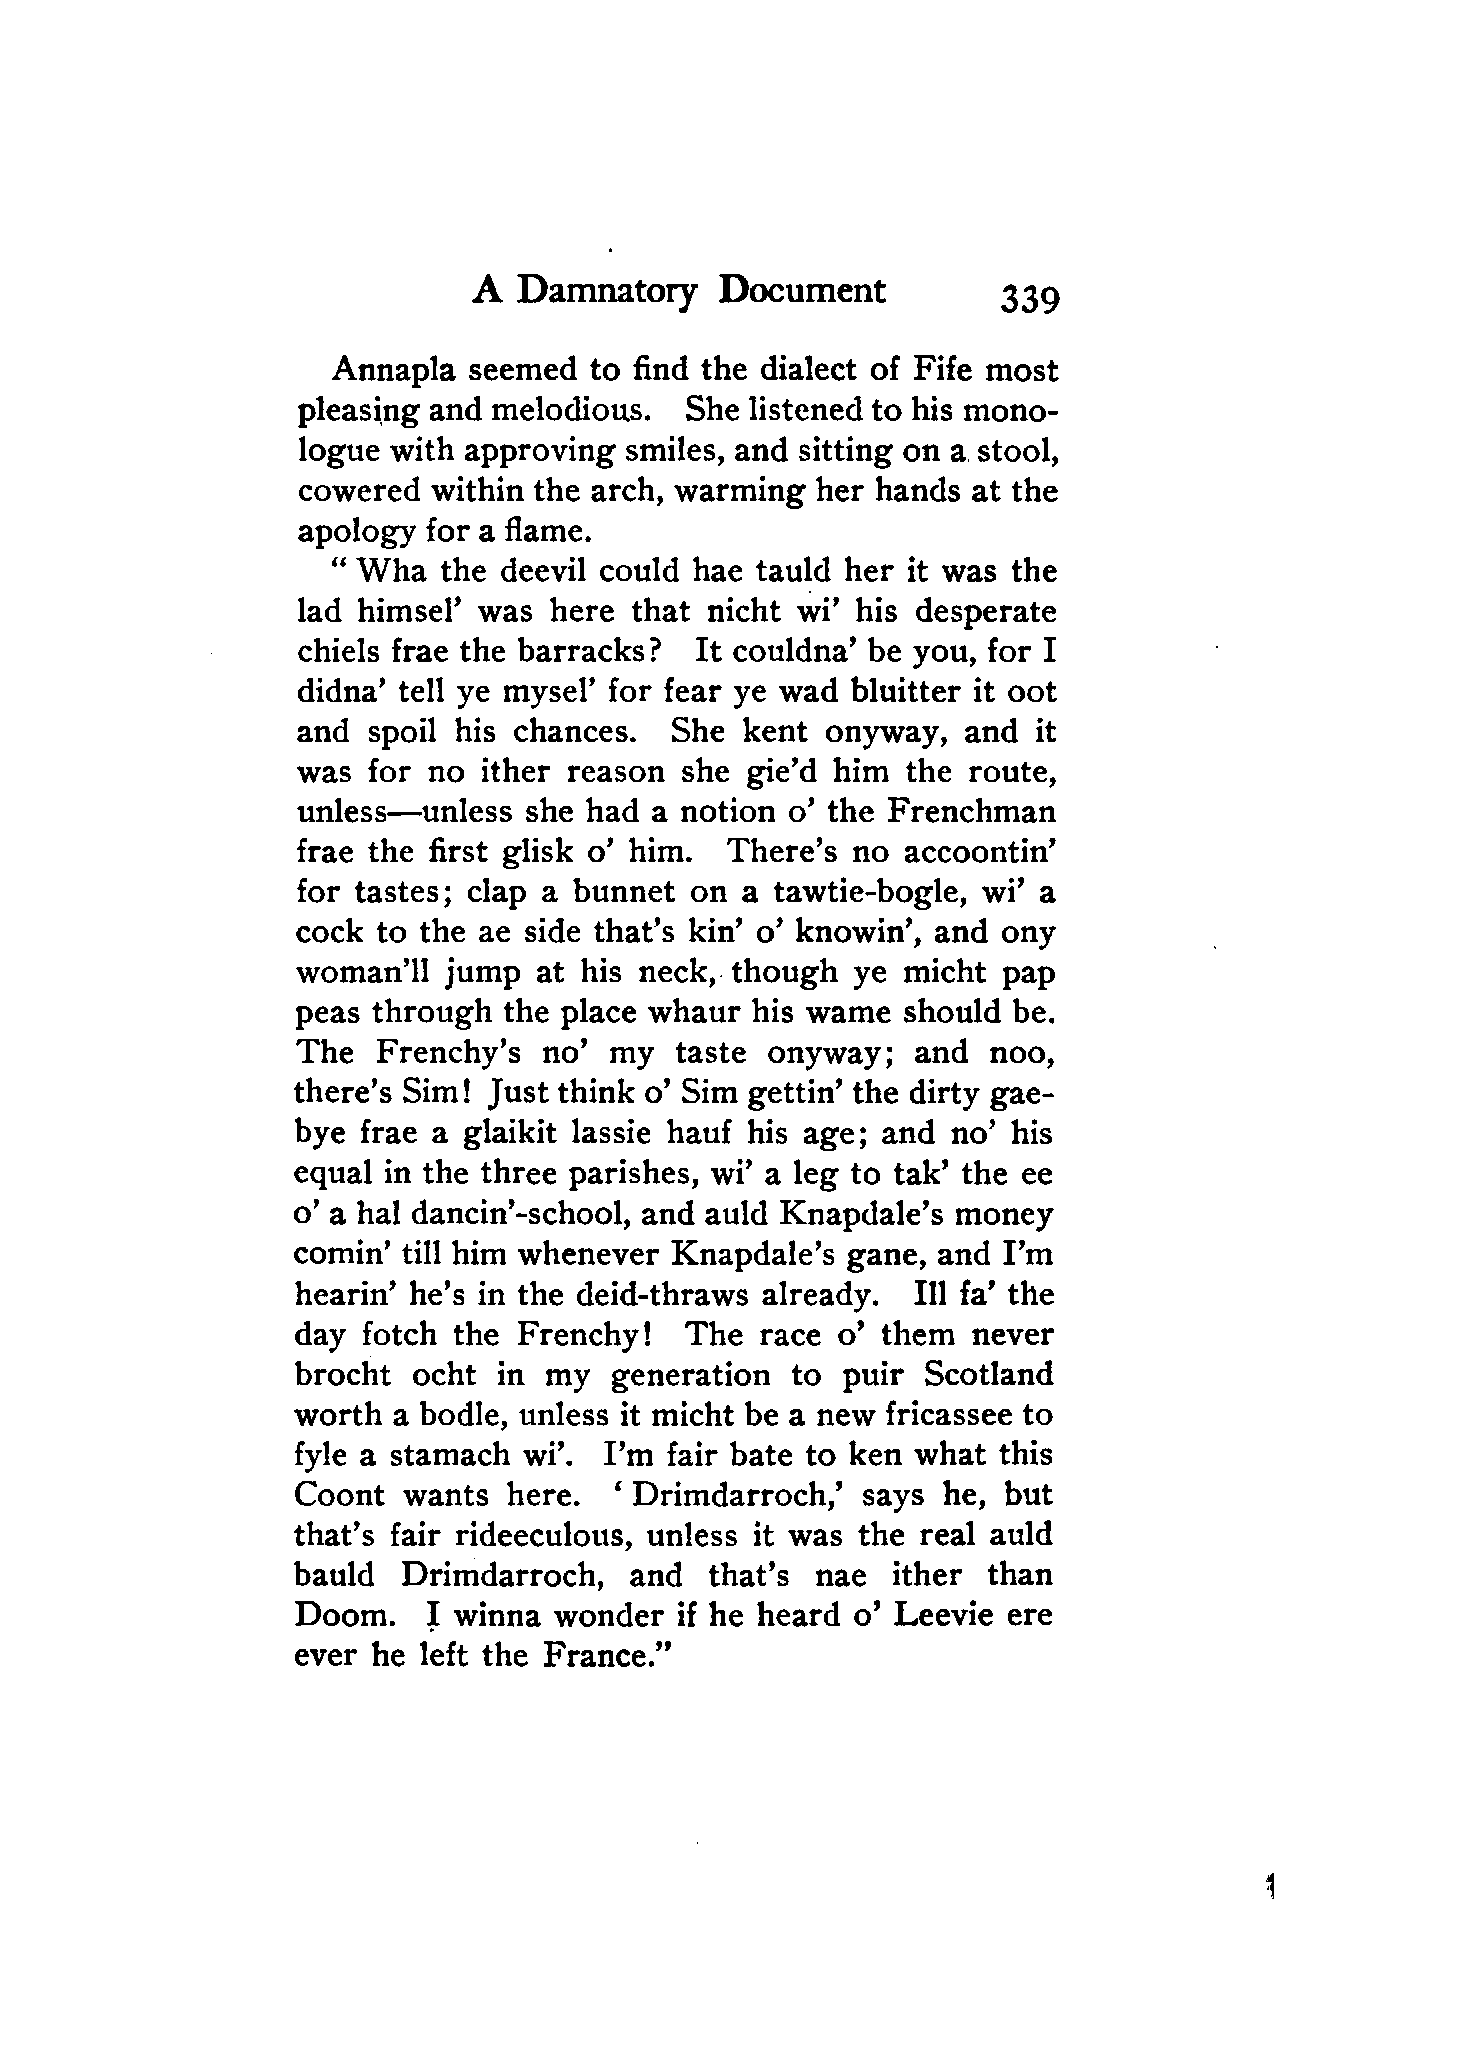 A Damnatory Document 339
Annapla seemed to find the dialect of Fife most
pleasing and melodious. She listened to his mono-
logue with approving smiles, and sitting on a stool,
cowered within the arch, warming her hands at the
apology for a flame.
“Wha the deevil could hae tauld her it was the
lad himsel’ was here that nicht wi’ his desperate
chiels frae the barracks? It couldna’ be you, for I
didna’ tell ye mysel’ for fear ye wad bluitter it oot
and spoil his chances. She kent onyway, and it
was for no ither reason she gie’d him the route,
unless—unless she had a notion o’ the Frenchman
frae the first glisk o’ him. There’s no accoontin’
for tastes; clap a bunnet on a tawtie-bogle, wi’ a
cock to the ae side that’s kin’ o’ knowin’, and ony
woman’ll jump at his neck, though ye micht pap
peas through the place whaur his wame should be.
The Frenchy’s no’ my taste onyway; and noo,
there’s Sim! Just think o’ Sim gettin’ the dirty gae-
bye frae a glaikit lassie hauf his age; and no’ his
equal in the three parishes, wi’ a leg to tak’ the ee
o’ a hal dancin’-school, and auld Knapdale’s money
comin’ till him whenever Knapdale’s gane, and I’m
hearin’ he’s in the deid-thraws already. Ill fa’ the
day fotch the Frenchy! The race o’ them never
brocht ocht in my generation to puir Scotland
worth a bodle, unless it micht be a new fricassee to
fyle a stamach wi’. I’m fair bate to ken what this
Coont wants here. ‘Drimdarroch,’ says he, but
that’s fair rideeculous, unless it was the real auld
bauld Drimdarroch, and that’s nae ither than
Doom. I winna wonder if he heard o’ Leevie ere
ever he left the France.”